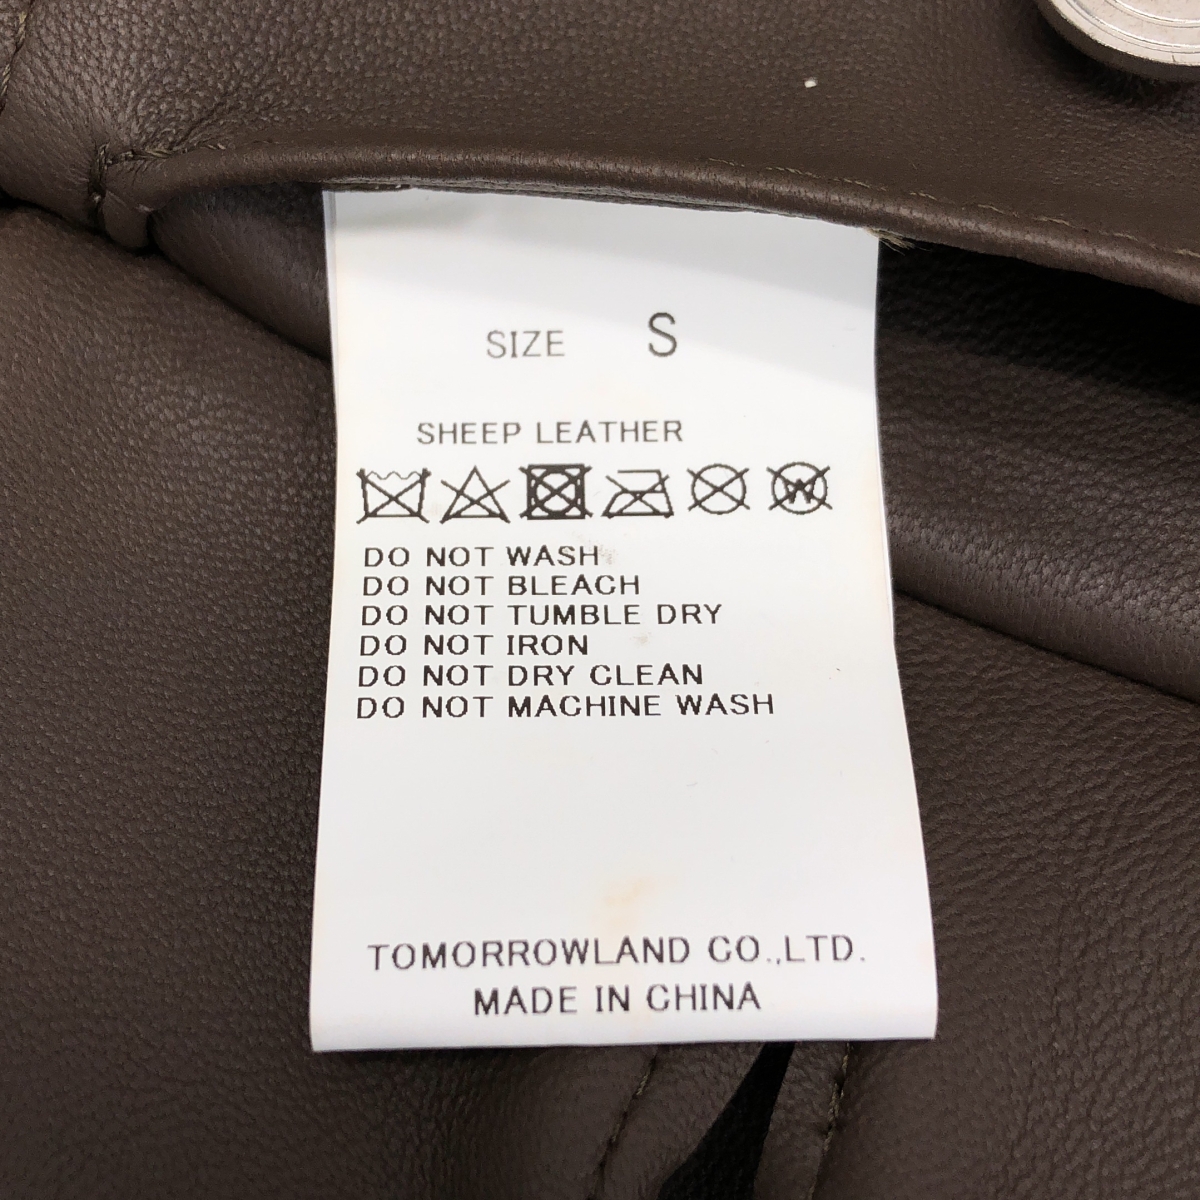 SIZE S
SHEEP LEATHER
DO NOT WASH
DO NOT BLEACH
DO NOT TUMBLE DRY
DO NOT IRON
DO NOT DRY CLEAN
DO NOT MACHINE WASH
TOMORROWLAND CO.,LTD.
MADE IN CHINA